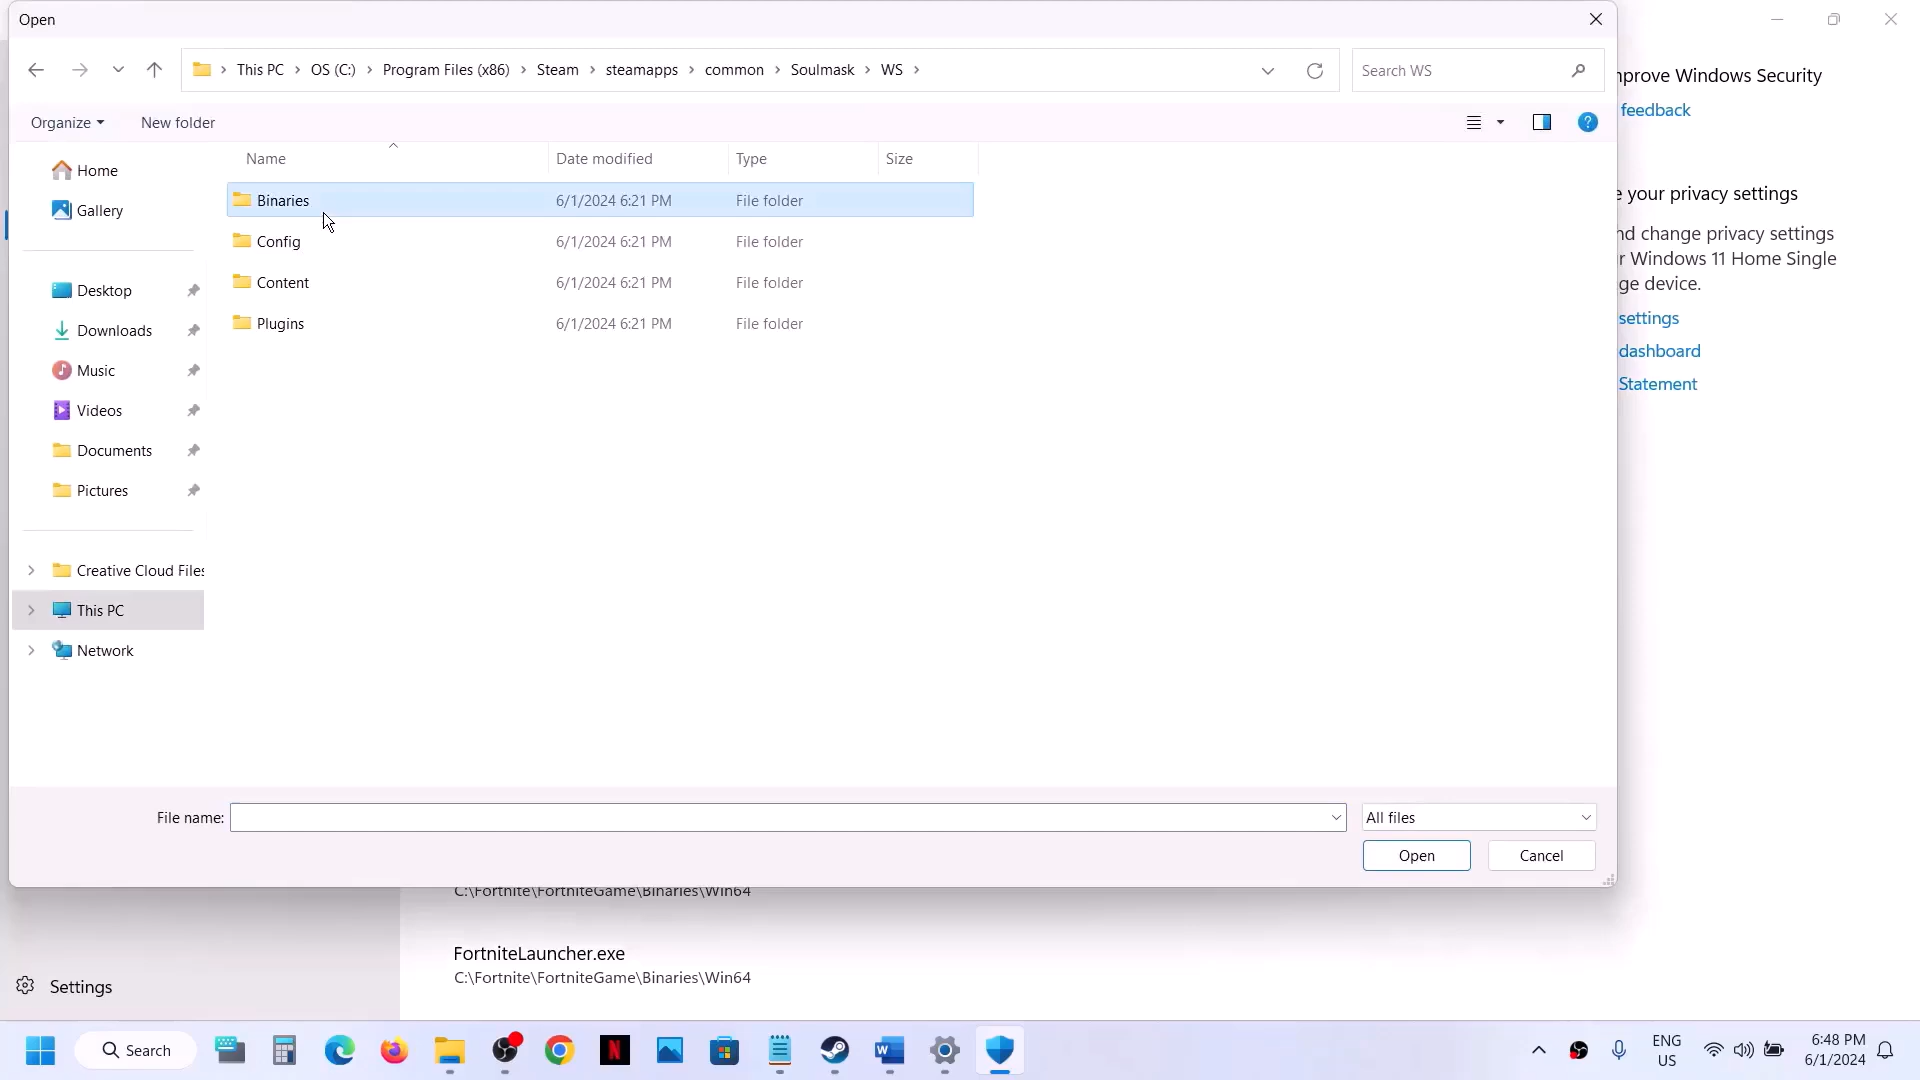 Open
This PC > OS (C:) > Program Files (x86) > Steam > steamapps > common > Soulmask > WS >
Search WS
Organize
New folder
Name
Date modified
Type
Size
Home
Gallery
Desktop
Downloads
Music
Videos
Documents
Pictures
Creative Cloud Files
This PC
Network
Binaries 6/1/2024 6:21 PM File folder
Config 6/1/2024 6:21 PM File folder
Content 6/1/2024 6:21 PM File folder
Plugins 6/1/2024 6:21 PM File folder
File name:
All files
Open
Cancel
prove Windows Security
feedback
e your privacy settings
nd change privacy settings
r Windows 11 Home Single
ge device.
settings
dashboard
Statement
C:\Fortnite\FortniteGame\Binaries\Win64
FortniteLauncher.exe
C:\Fortnite\FortniteGame\Binaries\Win64
Settings
Search
ENG
US
6:48 PM
6/1/2024